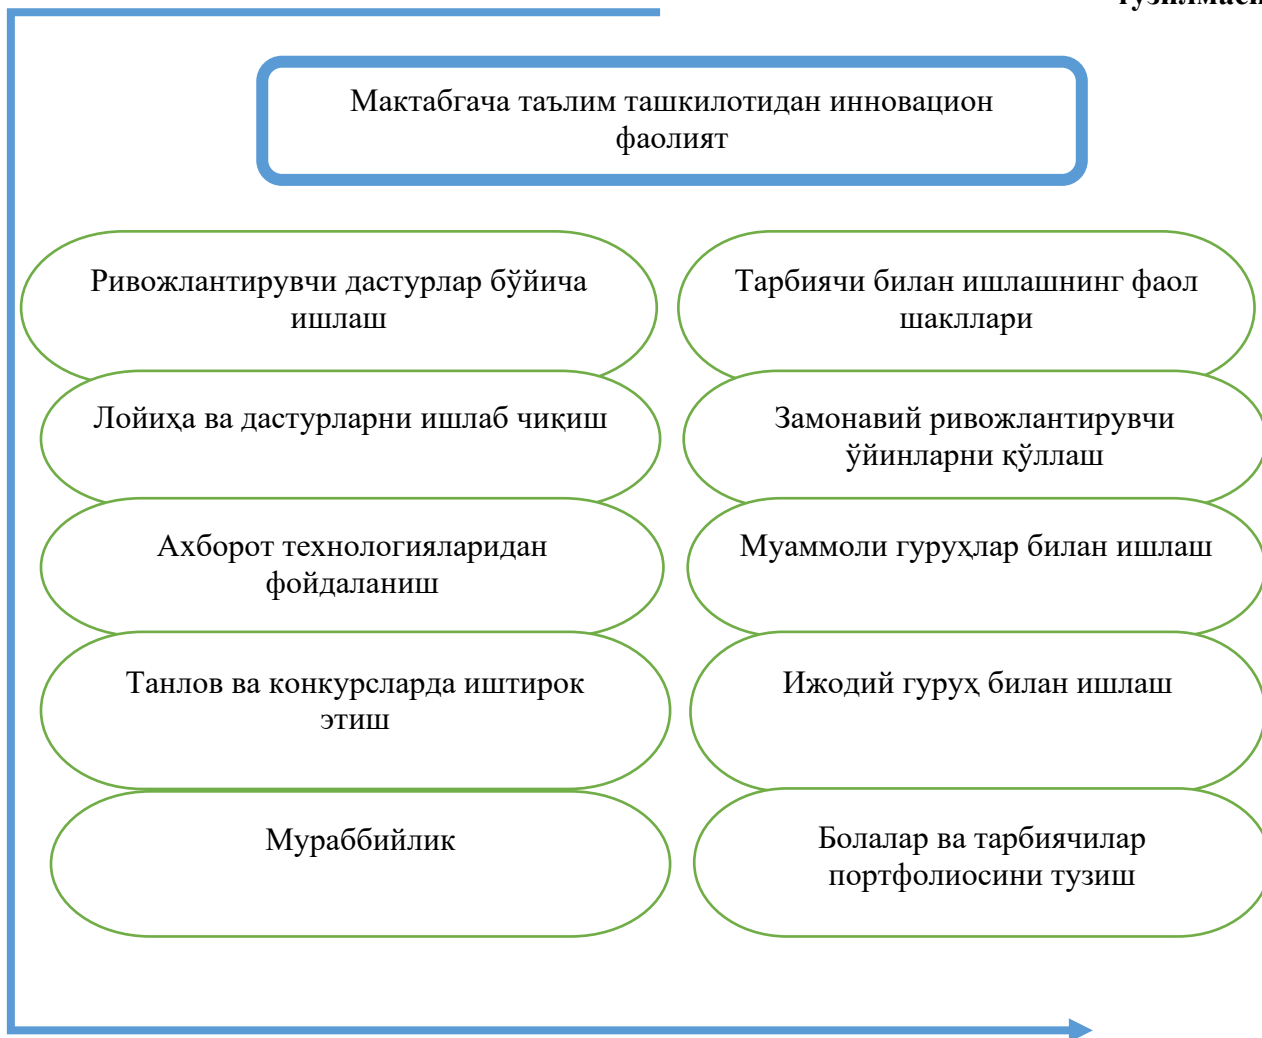 тузилмаси
Мактабгача таълим ташкилотидан инновацион
фаолият
Ривожлантирувчи дастурлар бўйича
ишлаш
Тарбиячи билан ишлашнинг фаол
шакллари
Лойиҳа ва дастурларни ишлаб чиқиш
Замонавий ривожлантирувчи
ўйинларни қўллаш
Ахборот технологияларидан
фойдаланиш
Муаммоли гуруҳлар билан ишлаш
Танлов ва конкурсларда иштирок
этиш
Ижодий гуруҳ билан ишлаш
Мураббийлик
Болалар ва тарбиячилар
портфолиосини тузиш